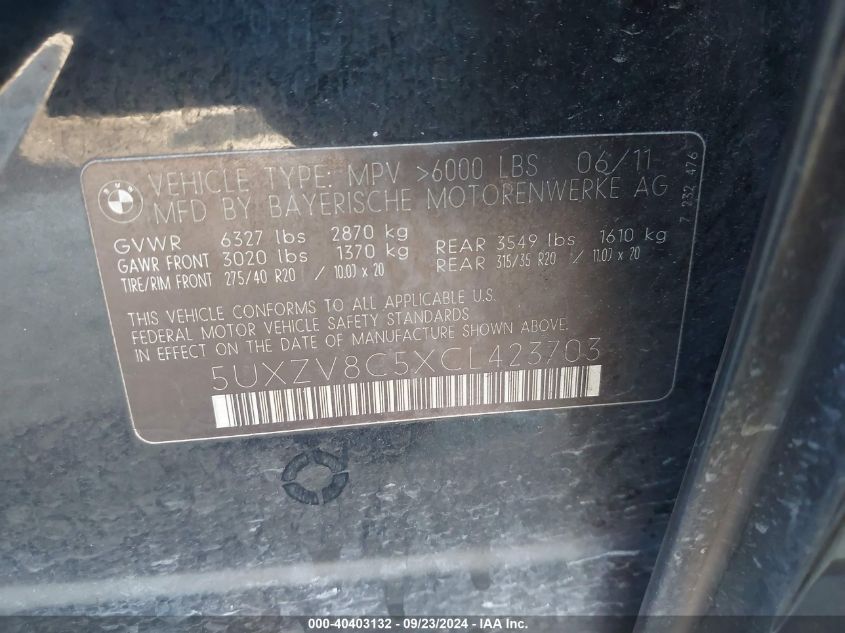 BMW
VEHICLE TYPE: MPV >6000 LBS 06/11
MFD BY BAYERISCHE MOTORENWERKE AG
7 232 476
GVWR 6327 lbs 2870 kg
GAWR FRONT 3020 lbs 1370 kg REAR 3549 lbs 1610 kg
TIRE/RIM FRONT 275/40 R20 / 10.0J x 20 REAR 315/35 R20 / 11.0J x 20
THIS VEHICLE CONFORMS TO ALL APPLICABLE U.S.
FEDERAL MOTOR VEHICLE SAFETY STANDARDS
IN EFFECT ON THE DATE OF MANUFACTURE SHOWN ABOVE.
5UXZV8C5XCL423703
000-40403132 - 09/23/2024 - IAA Inc.